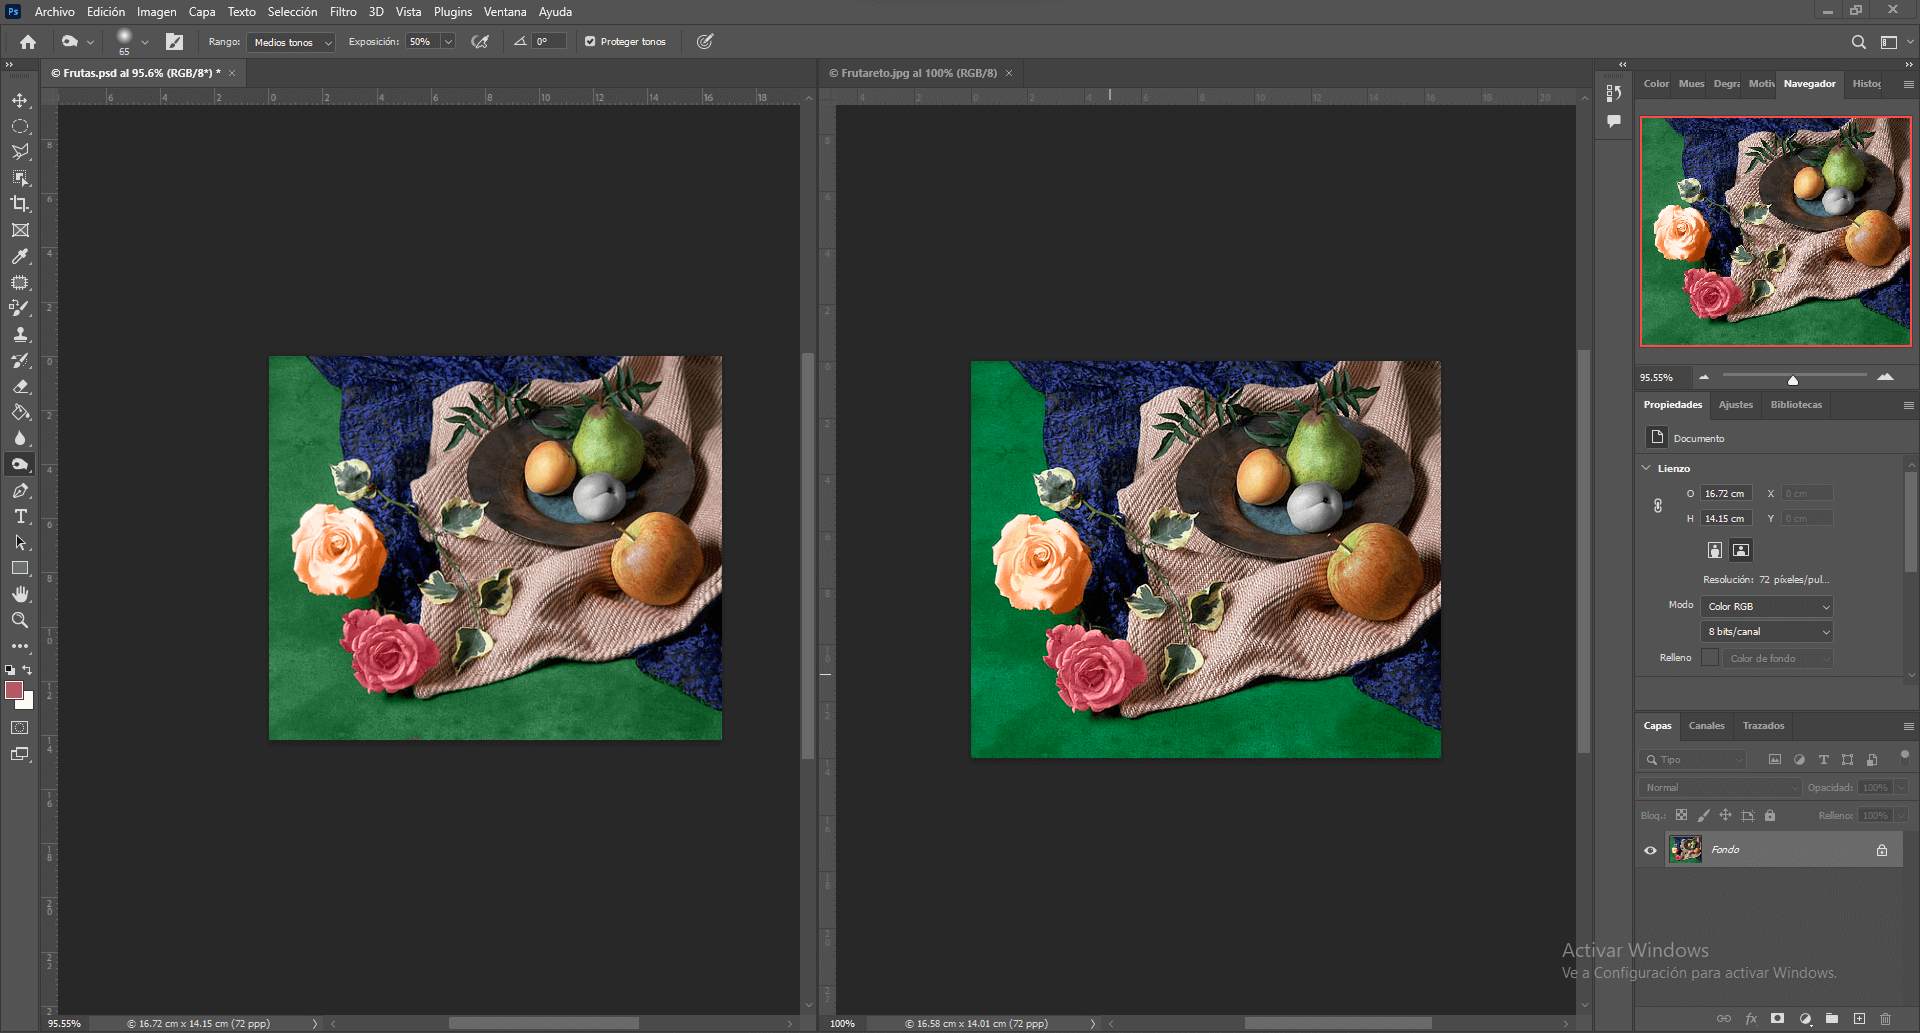 Ps Archivo Edición Imagen Capa Texto Selección Filtro 3D Vista Plugins Ventana Ayuda
65 Rango: Medios tonos Exposición: 50% 0° Proteger tonos
© Frutas.psd al 95.6% (RGB/8*) * ×
© Frutareto.jpg al 100% (RGB/8) ×
Color Mues Degra Motiv Navegador Histog
95.55%
Propiedades Ajustes Bibliotecas
Documento
Lienzo
O 16.72 cm X 0 cm
H 14.15 cm Y 0 cm
Resolución: 72 píxeles/pul...
Modo Color RGB
8 bits/canal
Relleno Color de fondo
Capas Canales Trazados
Tipo
Normal Opacidad: 100%
Bloq.: Relleno: 100%
Fondo
Activar Windows
Ve a Configuración para activar Windows.
95.55% © 16.72 cm x 14.15 cm (72 ppp)
100% © 16.58 cm x 14.01 cm (72 ppp)
fx